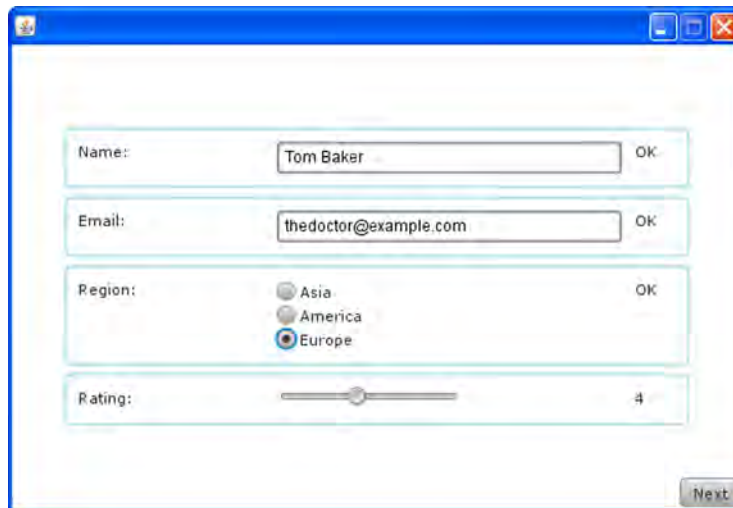 Name:
Tom Baker
OK
Email:
thedoctor@example.com
OK
Region:
Asia
OK
America
Europe
Rating:
4
Next